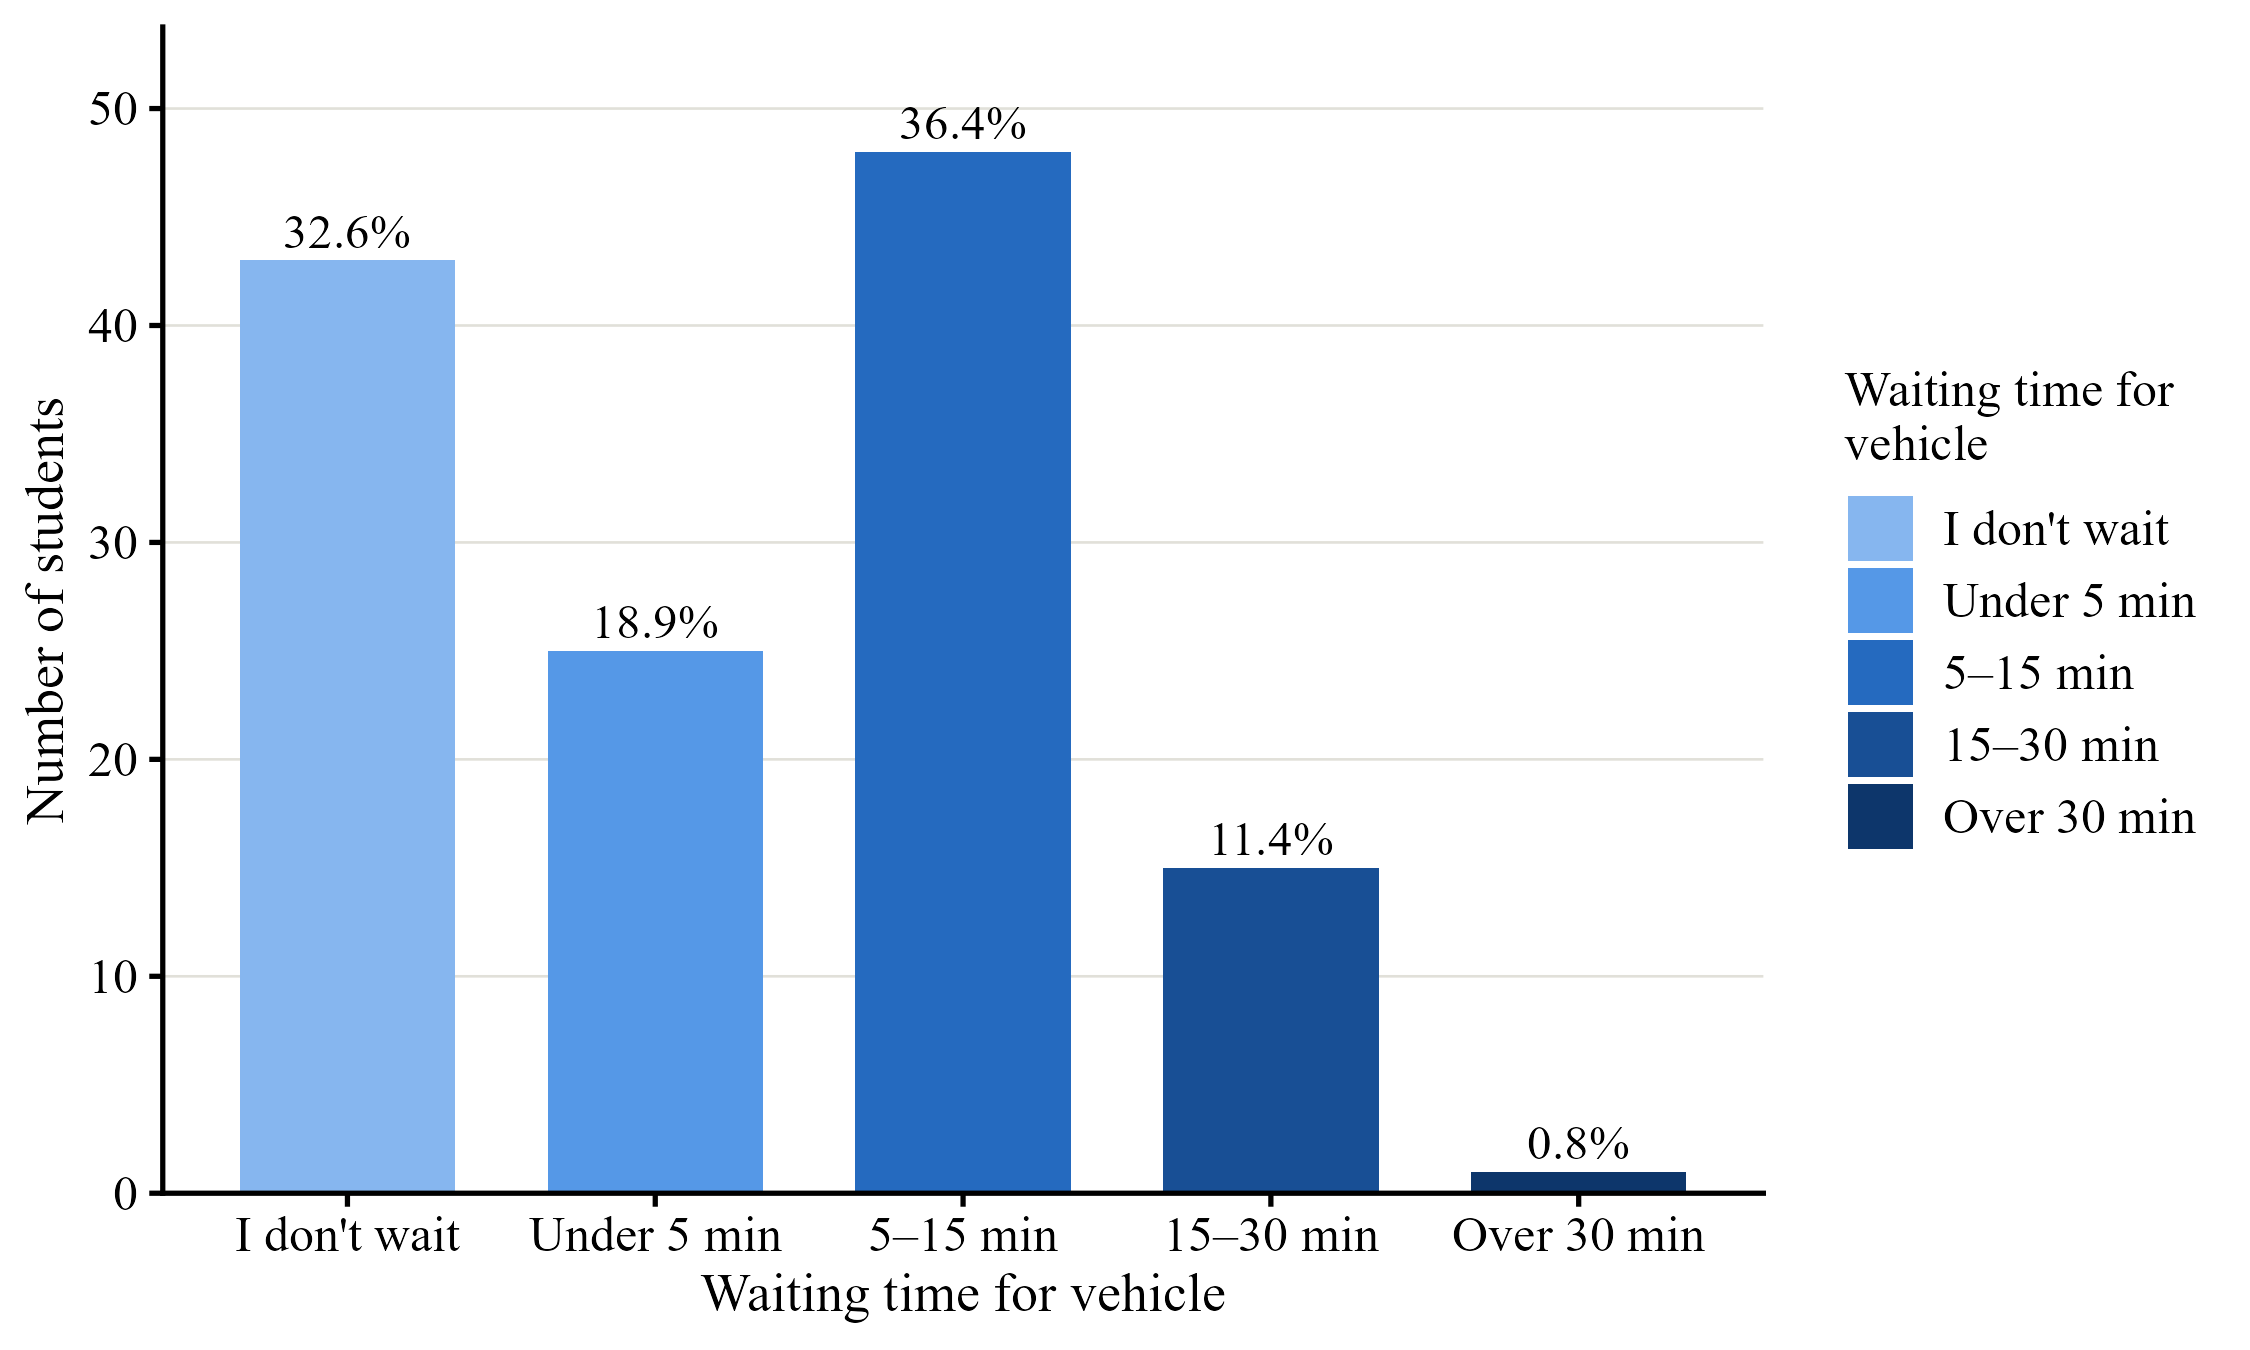 50
40
30
20
10
0
Number of students
32.6%
18.9%
36.4%
11.4%
0.8%
I don't wait
Under 5 min
5–15 min
15–30 min
Over 30 min
Waiting time for vehicle
Waiting time for
vehicle
I don't wait
Under 5 min
5–15 min
15–30 min
Over 30 min